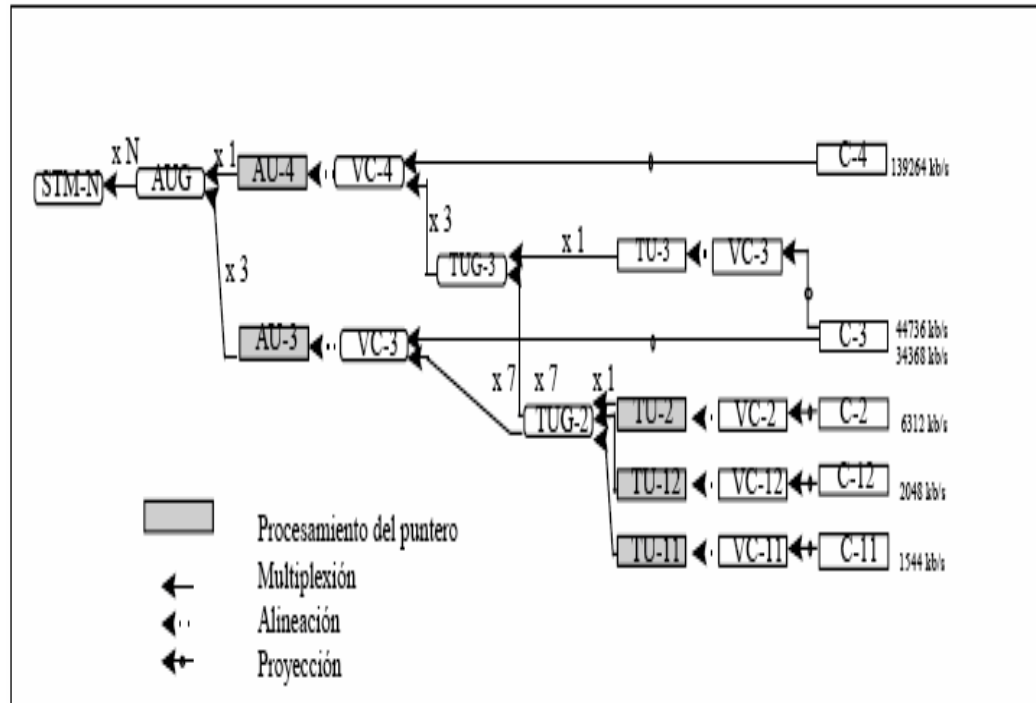 x N
x 1
STM-N
AUG
AU-4
VC-4
C-4
139264 kb/s
x 3
x 1
TUG-3
TU-3
VC-3
x 3
AU-3
VC-3
C-3
44736 kb/s
34368 kb/s
x 7
x 7
x 1
TUG-2
TU-2
VC-2
C-2
6312 kb/s
TU-12
VC-12
C-12
2048 kb/s
TU-11
VC-11
C-11
1544 kb/s
Procesamiento del puntero
Multiplexión
Alineación
Proyección